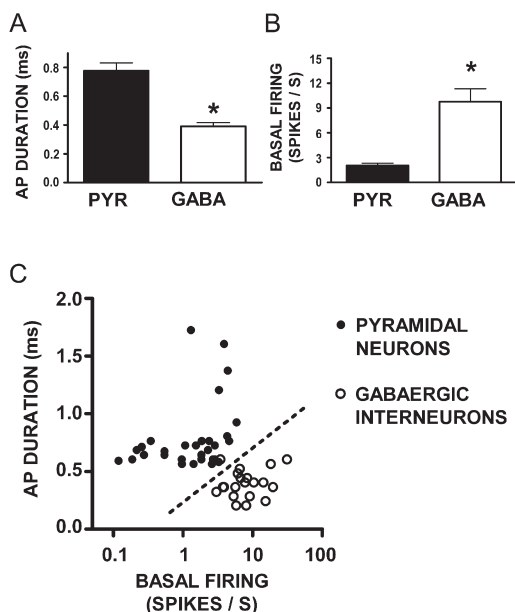 A
B
AP DURATION (ms)
0.8
0.6
0.4
0.2
0.0
*
PYR
GABA
BASAL FIRING
(SPIKES / S)
15
12
9
6
3
0
*
PYR
GABA
C
AP DURATION (ms)
2.0
1.5
1.0
0.5
0.0
0.1
1
10
100
BASAL FIRING
(SPIKES / S)
PYRAMIDAL
NEURONS
GABAERGIC
INTERNEURONS